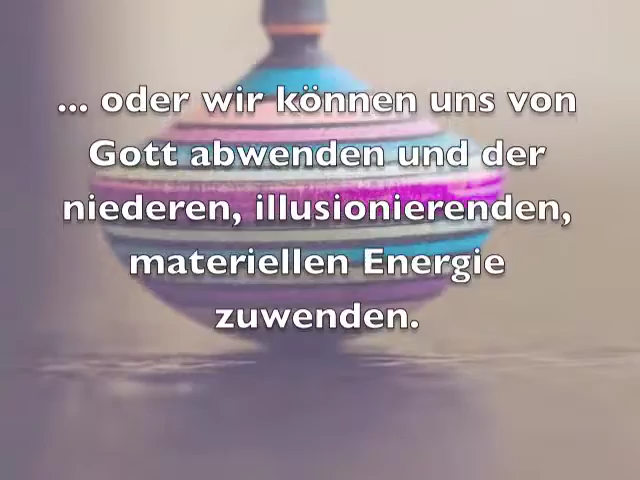 ... oder wir können uns von
Gott abwenden und der
niederen, illusionierenden,
materiellen Energie
zuwenden.